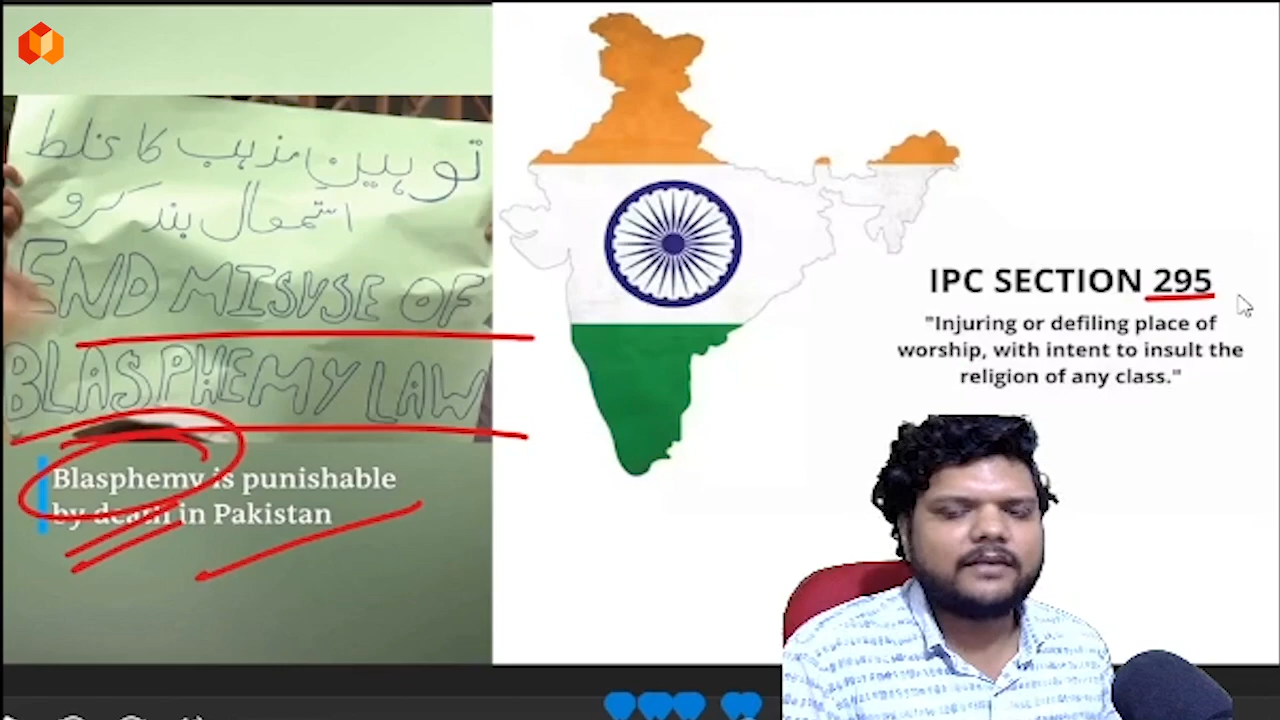 توہینِ مذہب کا غلط
استعمال بند کرو
END MISUSE OF
BLASPHEMY LAW
Blasphemy is punishable
by death in Pakistan
IPC SECTION 295
"Injuring or defiling place of
worship, with intent to insult the
religion of any class."